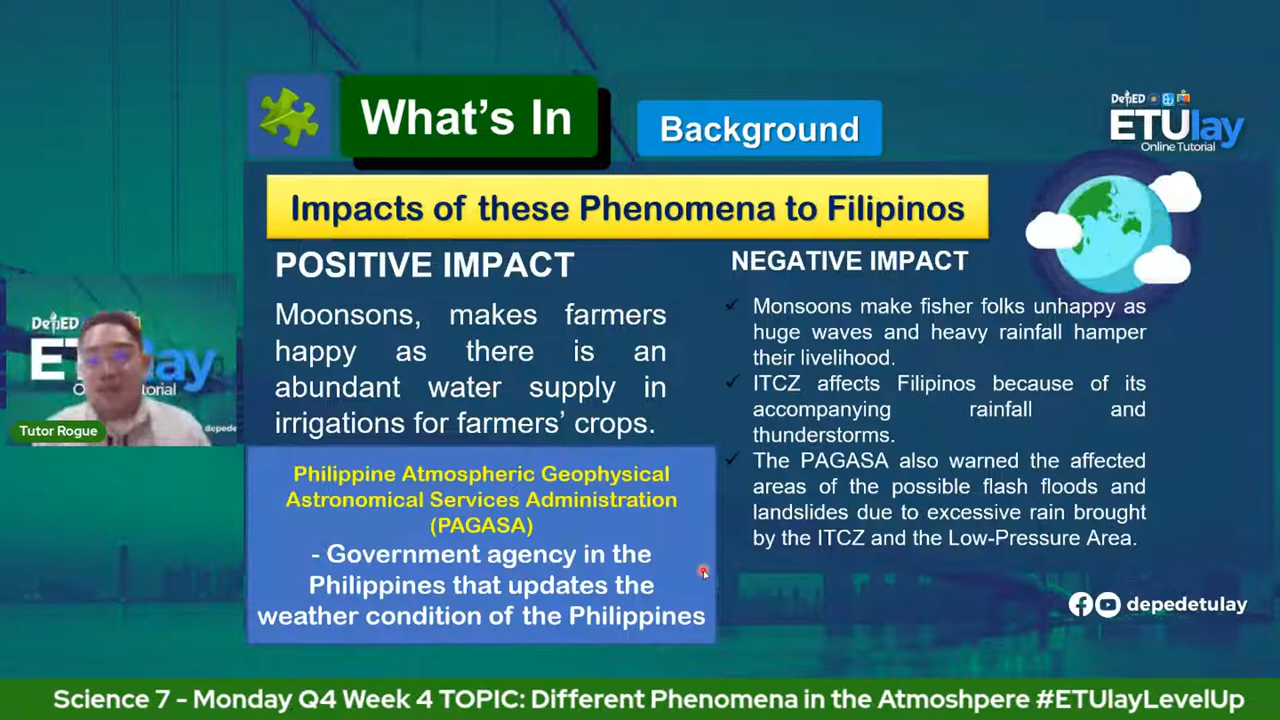 What's In
Background
DepED
ETUlay
Online Tutorial
Impacts of these Phenomena to Filipinos
POSITIVE IMPACT
Moonsons, makes farmers
happy as there is an
abundant water supply in
irrigations for farmers' crops.
NEGATIVE IMPACT
✓ Monsoons make fisher folks unhappy as
huge waves and heavy rainfall hamper
their livelihood.
✓ ITCZ affects Filipinos because of its
accompanying rainfall and
thunderstorms.
✓ The PAGASA also warned the affected
areas of the possible flash floods and
landslides due to excessive rain brought
by the ITCZ and the Low-Pressure Area.
Philippine Atmospheric Geophysical
Astronomical Services Administration
(PAGASA)
- Government agency in the
Philippines that updates the
weather condition of the Philippines
DepED
Tutor Rogue
depedetulay
Science 7 - Monday Q4 Week 4 TOPIC: Different Phenomena in the Atmoshpere #ETUlayLevelUp